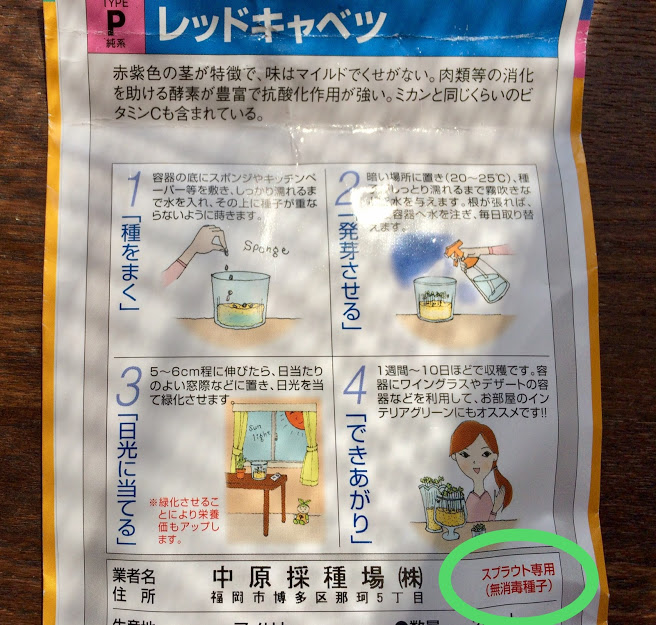 TYPE
P
純系
レッドキャベツ
赤紫色の茎が特徴で、味はマイルドでくせがない。肉類等の消化
を助ける酵素が豊富で抗酸化作用が強い。ミカンと同じくらいのビ
タミンCも含まれている。
1「種をまく」
容器の底にスポンジやキッチンペ
ーパー等を敷き、しっかり濡れるま
で水を入れ、その上に種子が重な
らないように蒔きます。
Sponge
2「発芽させる」
暗い場所に置き(20〜25℃)、種
しっとり濡れるまで霧吹きな
水を与えます。根が張れば、
容器へ水を注ぎ、毎日取り替
えます。
3「日光に当てる」
5〜6cm程に伸びたら、日当たり
のよい窓際などに置き、日光を当
て緑化させます。
sun
light
※緑化させるこ
とにより栄養
価もアップし
ます。
4「できあがり」
1週間〜10日ほどで収穫です。容
器にワイングラスやデザートの容
器などを利用して、お部屋のイン
テリアグリーンにもオススメです!!
業者名 中原採種場(株)
住所 福岡市博多区那珂5丁目
スプラウト専用
(無消毒種子)